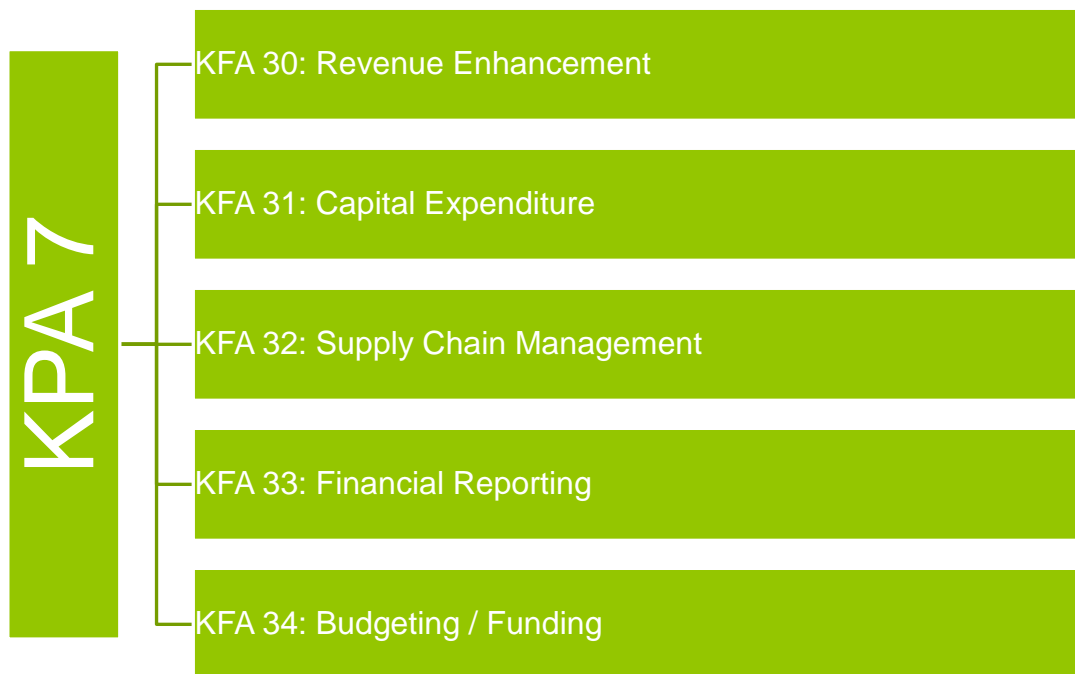 KPA 7
KFA 30: Revenue Enhancement
KFA 31: Capital Expenditure
KFA 32: Supply Chain Management
KFA 33: Financial Reporting
KFA 34: Budgeting / Funding